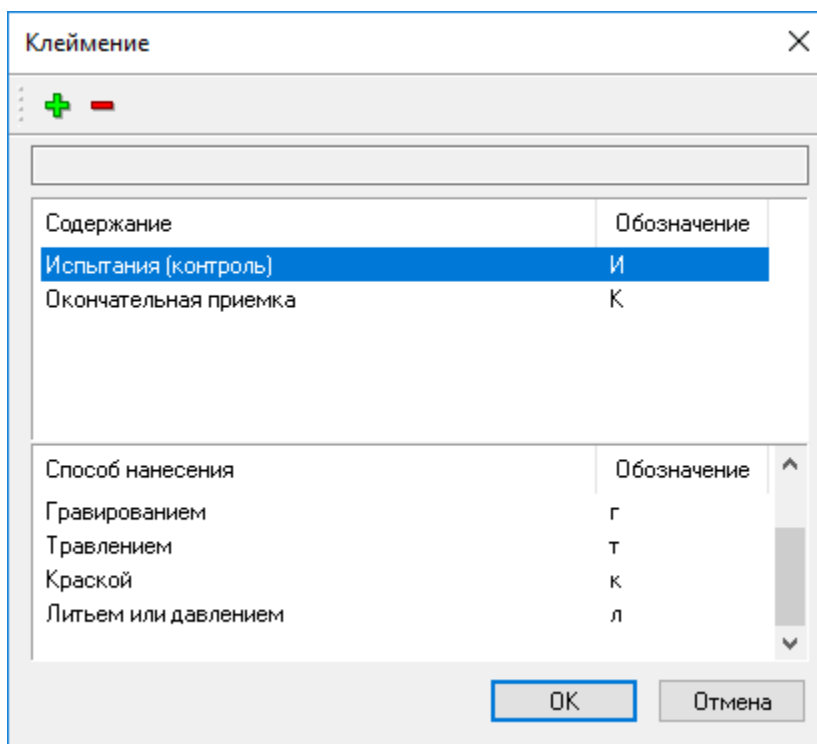 Клеймение
Содержание Обозначение
Испытания (контроль) И
Окончательная приемка К
Способ нанесения Обозначение
Гравированием г
Травлением т
Краской к
Литьем или давлением л
OK Отмена